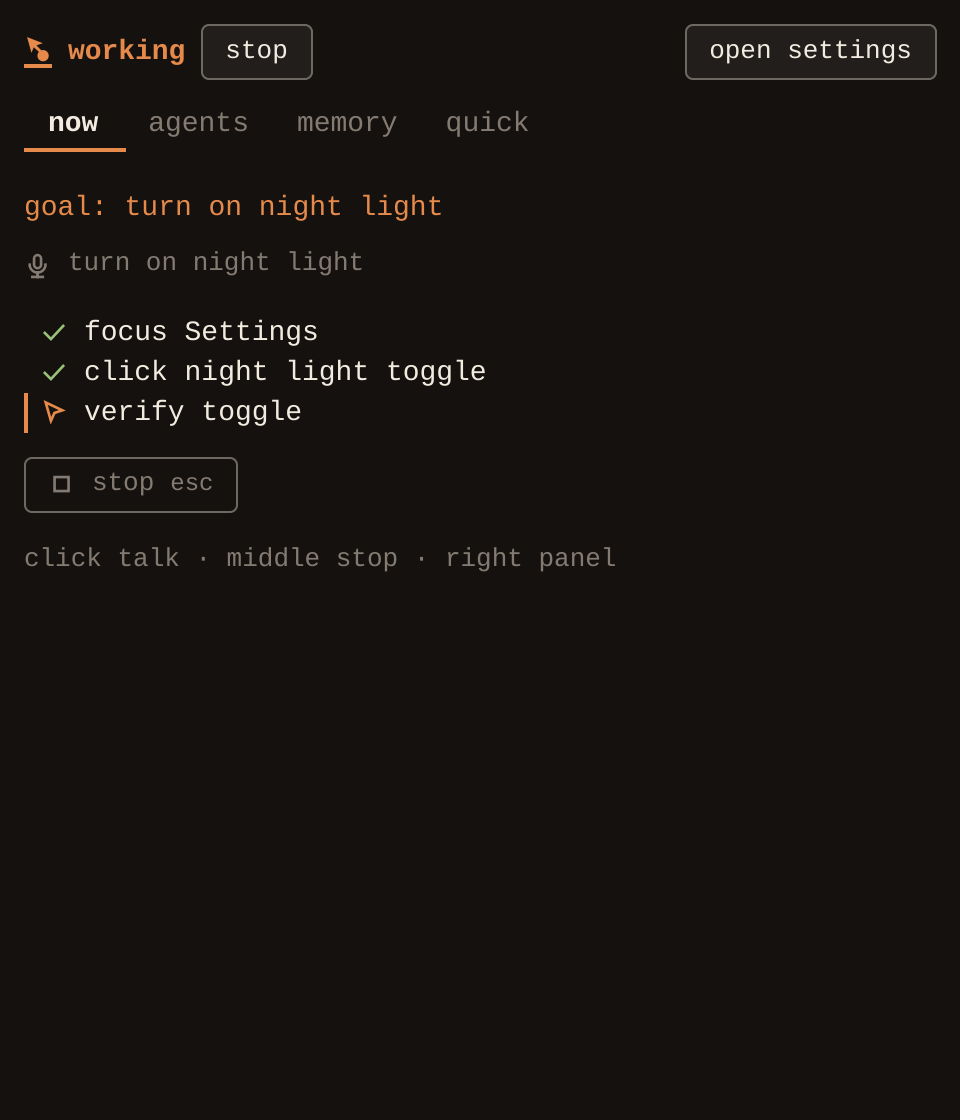 working stop open settings
now agents memory quick
goal: turn on night light
turn on night light
focus Settings
click night light toggle
verify toggle
stop esc
click talk · middle stop · right panel